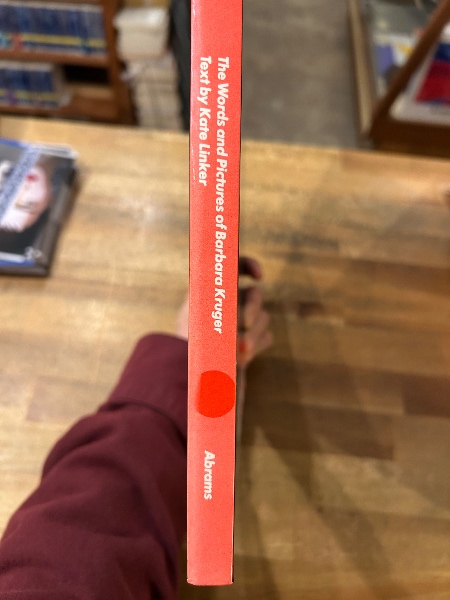 The Words and Pictures of Barbara Kruger
Text by Kate Linker
Abrams